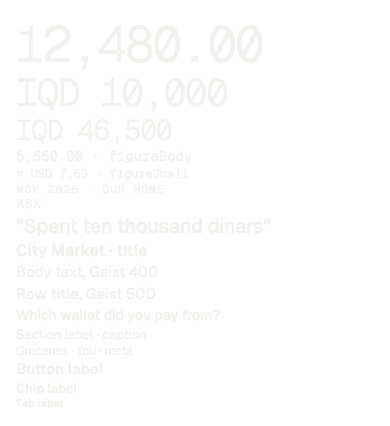 12,480.00
IQD 10,000
IQD 46,500
5,650.00 · figureBody
≈ USD 7.63 · figureSmall
NOV 2025 · OUR HOME
ASK
“Spent ten thousand dinars”
City Market · title
Body text, Geist 400
Row title, Geist 500
Which wallet did you pay from?
Section label · caption
Groceries · You · meta
Button label
Chip label
Tab label